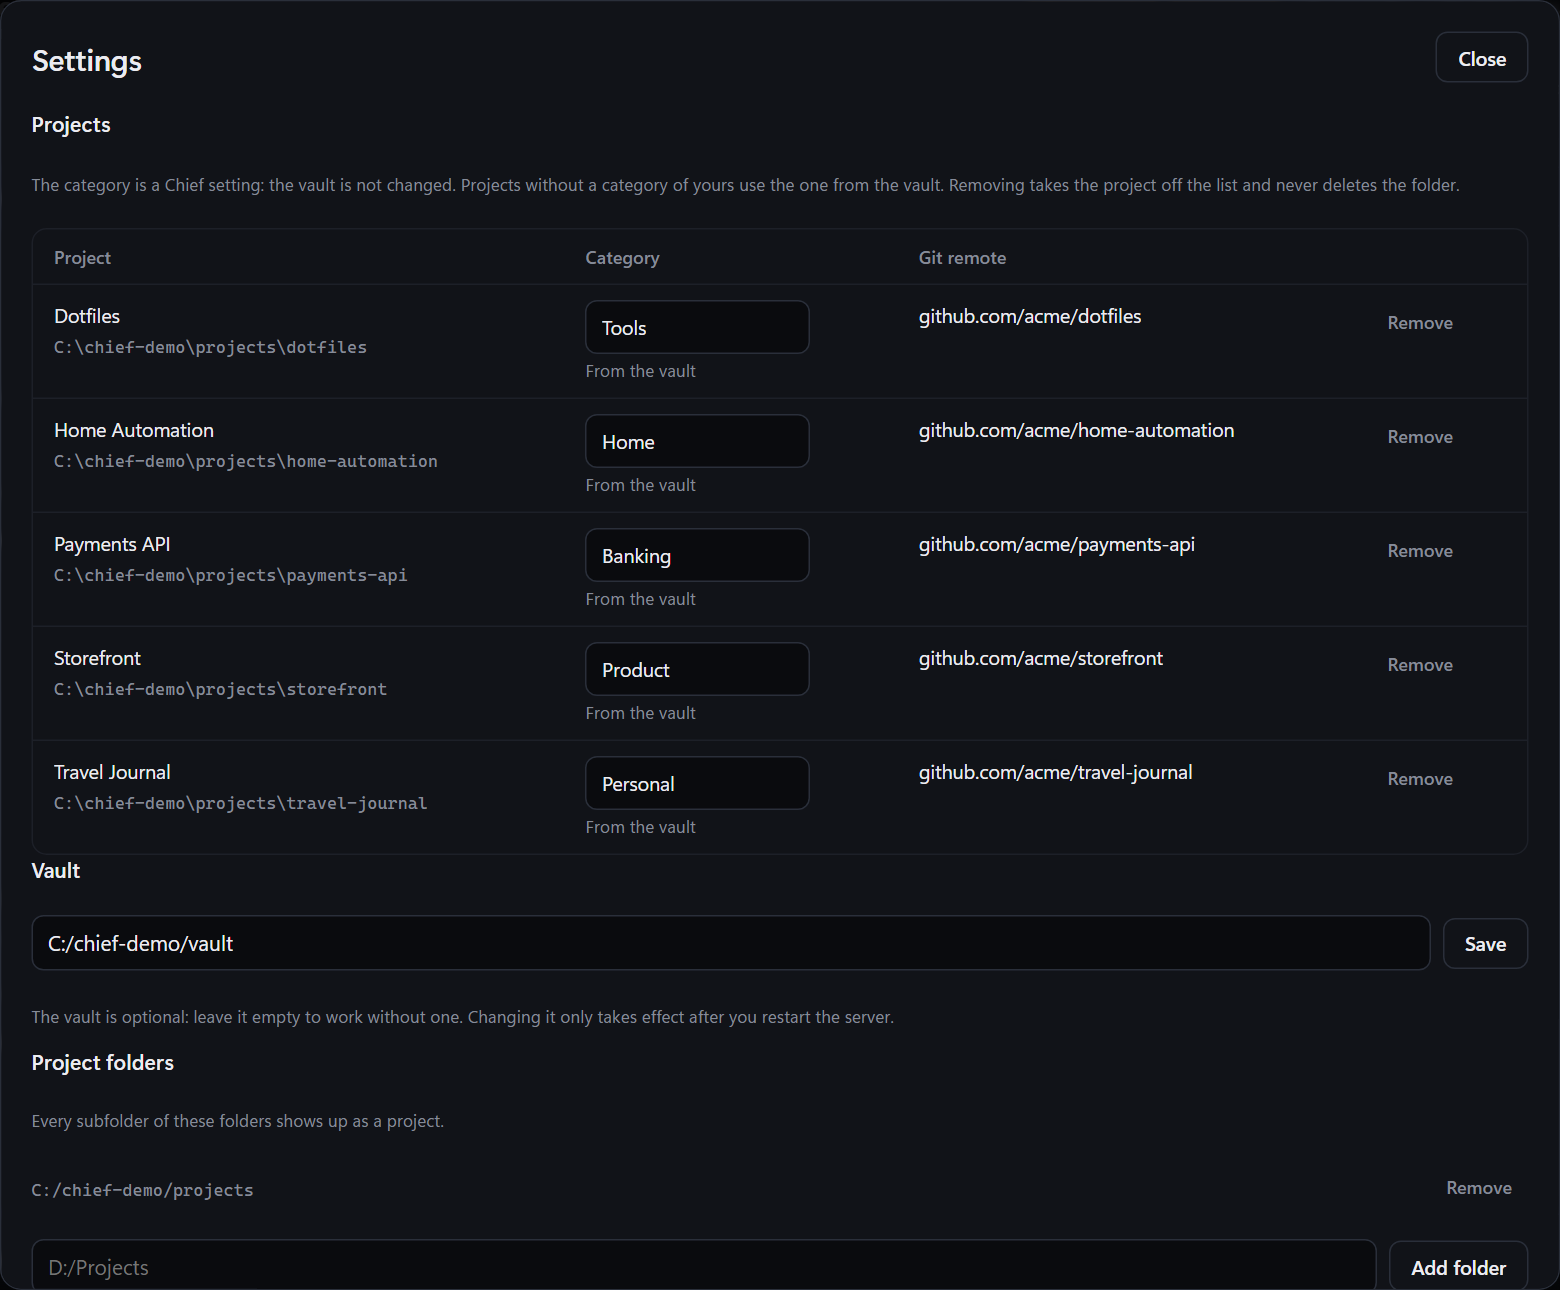 Settings
Close
Projects
The category is a Chief setting: the vault is not changed. Projects without a category of yours use the one from the vault. Removing takes the project off the list and never deletes the folder.
Project Category Git remote
Dotfiles
C:\chief-demo\projects\dotfiles
Tools
From the vault
github.com/acme/dotfiles
Remove
Home Automation
C:\chief-demo\projects\home-automation
Home
From the vault
github.com/acme/home-automation
Remove
Payments API
C:\chief-demo\projects\payments-api
Banking
From the vault
github.com/acme/payments-api
Remove
Storefront
C:\chief-demo\projects\storefront
Product
From the vault
github.com/acme/storefront
Remove
Travel Journal
C:\chief-demo\projects\travel-journal
Personal
From the vault
github.com/acme/travel-journal
Remove
Vault
C:/chief-demo/vault
Save
The vault is optional: leave it empty to work without one. Changing it only takes effect after you restart the server.
Project folders
Every subfolder of these folders shows up as a project.
C:/chief-demo/projects
Remove
D:/Projects
Add folder